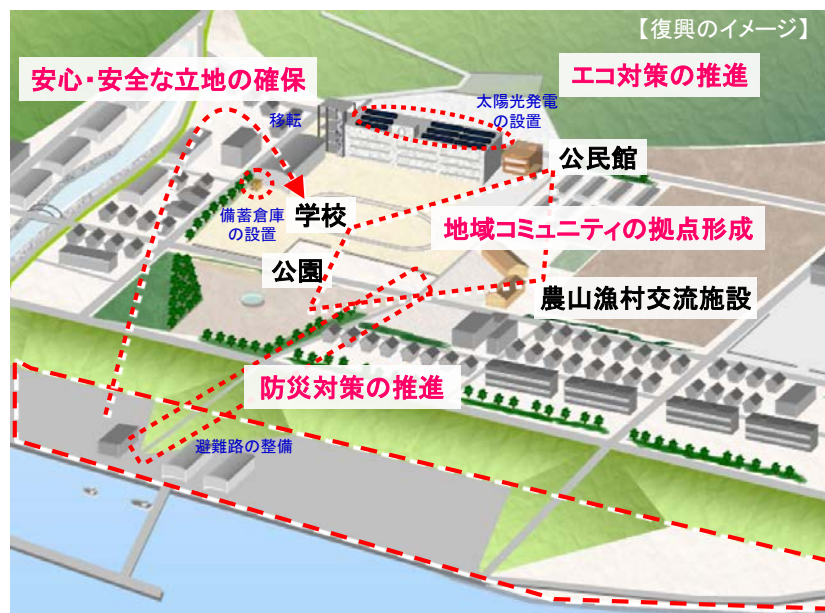 【復興のイメージ】
安心・安全な立地の確保
エコ対策の推進
太陽光発電
の設置
移転
公民館
備蓄倉庫
の設置
学校
地域コミュニティの拠点形成
公園
農山漁村交流施設
防災対策の推進
避難路の整備